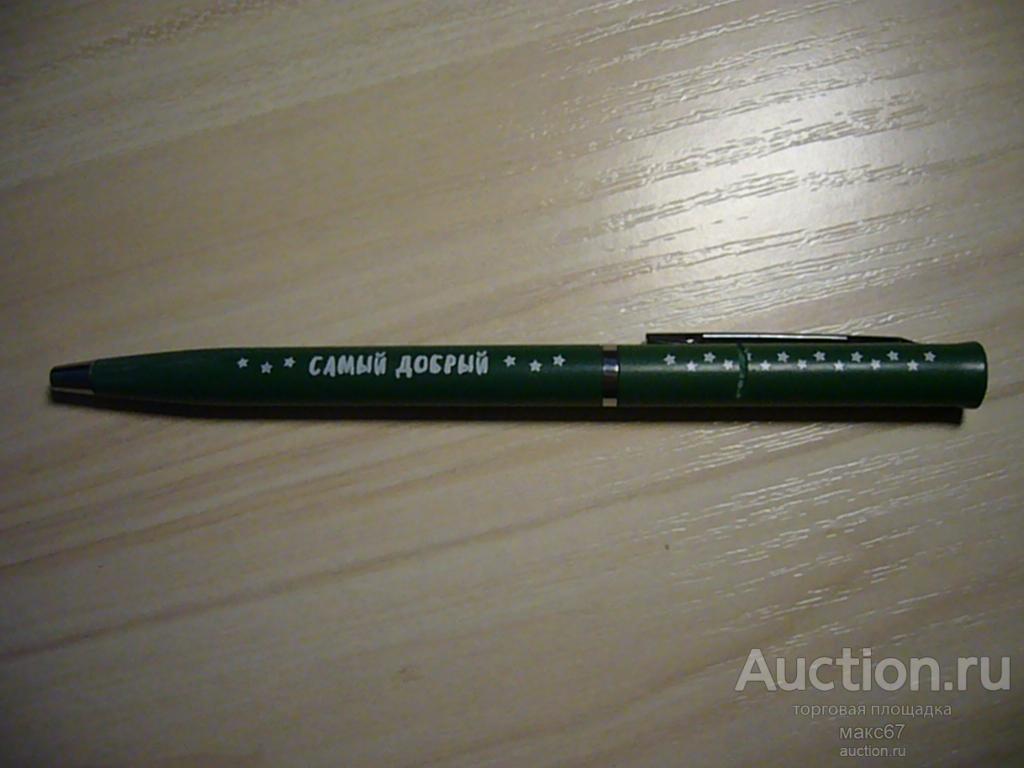 САМЫЙ ДОБРЫЙ
Auction.ru
торговая площадка
макс67
auction.ru